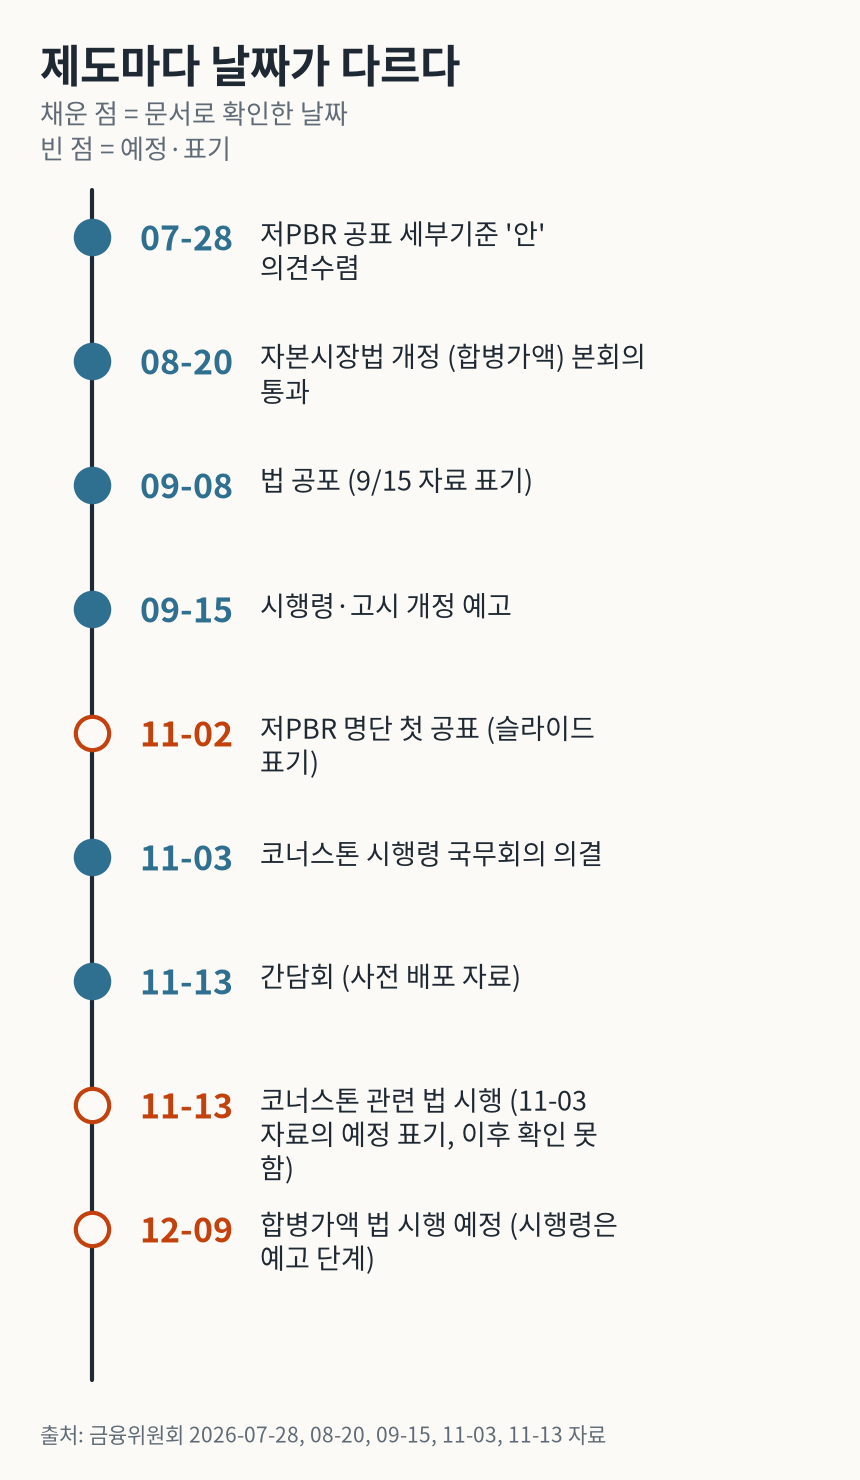 제도마다 날짜가 다르다
채운 점 = 문서로 확인한 날짜
빈 점 = 예정·표기
07-28 저PBR 공표 세부기준 '안'
의견수렴
08-20 자본시장법 개정 (합병가액) 본회의
통과
09-08 법 공포 (9/15 자료 표기)
09-15 시행령·고시 개정 예고
11-02 저PBR 명단 첫 공표 (슬라이드
표기)
11-03 코너스톤 시행령 국무회의 의결
11-13 간담회 (사전 배포 자료)
11-13 코너스톤 관련 법 시행 (11-03
자료의 예정 표기, 이후 확인 못
함)
12-09 합병가액 법 시행 예정 (시행령은
예고 단계)
출처: 금융위원회 2026-07-28, 08-20, 09-15, 11-03, 11-13 자료